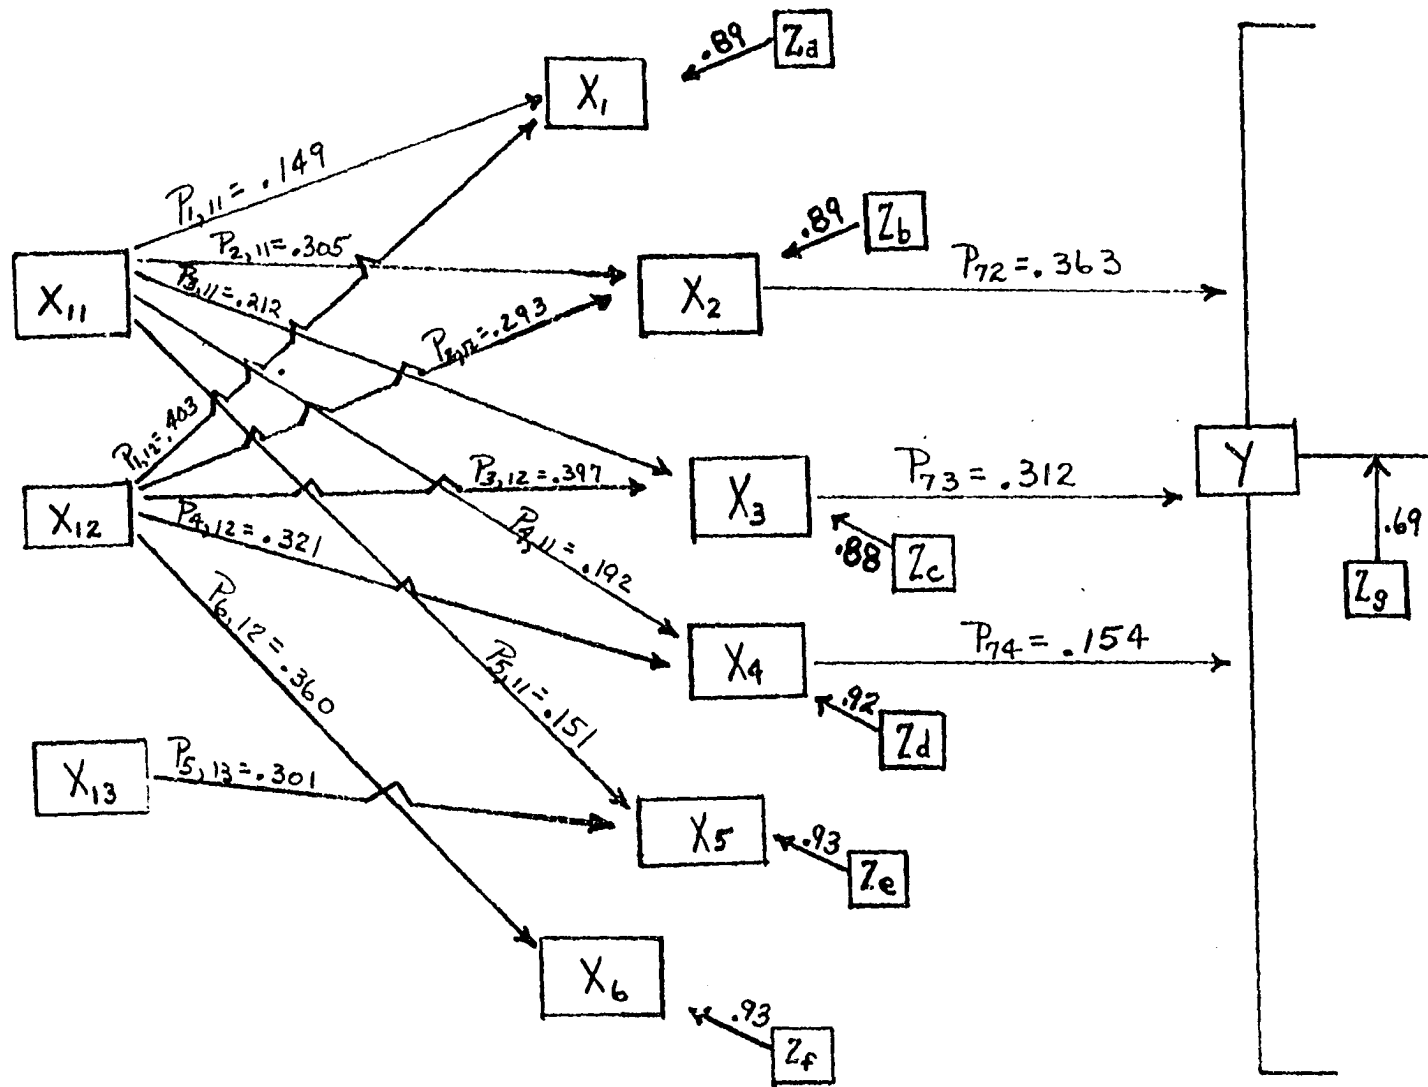 Za
.89
X1
P1,11=.149
Zb
.89
P2,11=.305
P72=.363
X11
P3,11=.212
X2
P2,12=.293
P1,12=.403
Y
P3,12=.397
P73=.312
X3
X12
P4,12=.321
P4,11=.192
.88
Zc
.69
Zg
P6,12=.360
P74=.154
X4
P5,11=.151
.92
Zd
X13
P5,13=.301
X5
.93
Ze
X6
.93
Zf